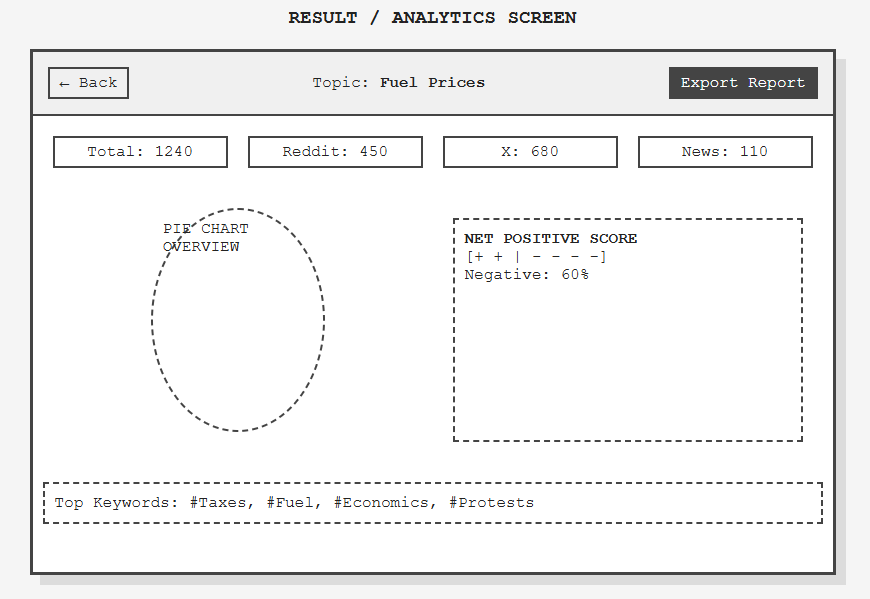 RESULT / ANALYTICS SCREEN
← Back
Topic: Fuel Prices
Export Report
Total: 1240
Reddit: 450
X: 680
News: 110
PIE CHART
OVERVIEW
NET POSITIVE SCORE
[+ + | - - - -]
Negative: 60%
Top Keywords: #Taxes, #Fuel, #Economics, #Protests